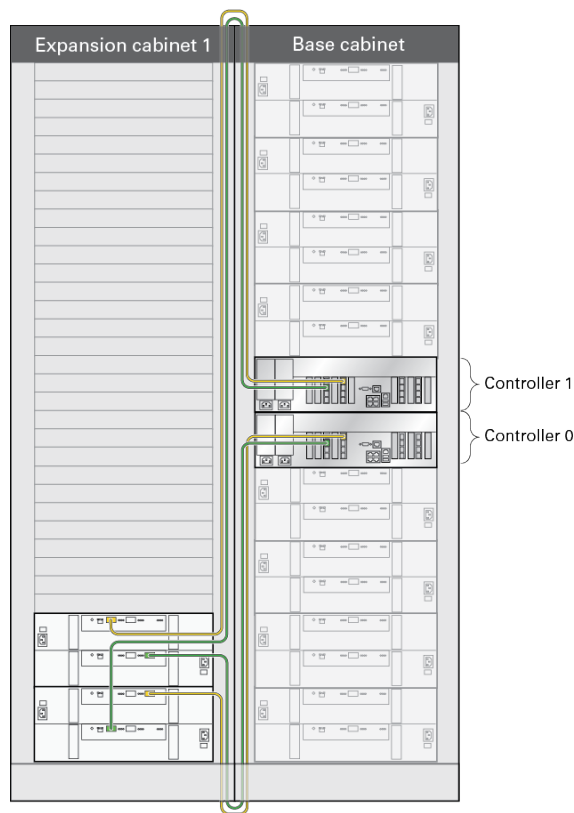 Expansion cabinet 1
Base cabinet
Controller 1
Controller 0